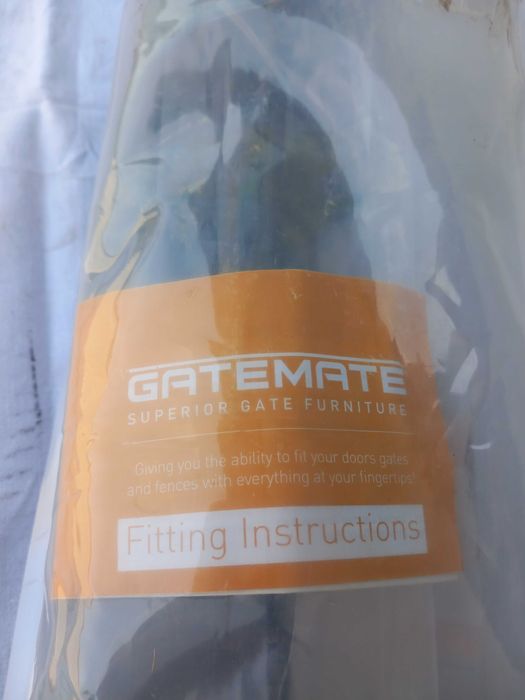 GATEMATE
SUPERIOR GATE FURNITURE
Giving you the ability to fit your doors gates
and fences with everything at your fingertips!
Fitting Instructions